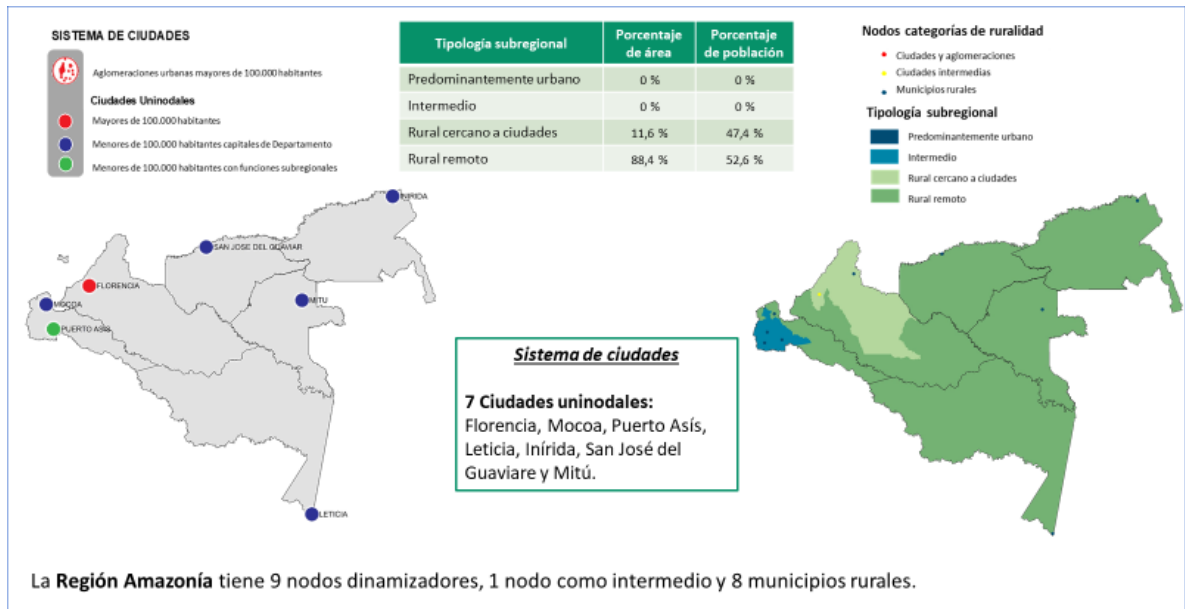 SISTEMA DE CIUDADES
Aglomeraciones urbanas mayores de 100.000 habitantes
Ciudades Uninodales
Mayores de 100.000 habitantes
Menores de 100.000 habitantes capitales de Departamento
Menores de 100.000 habitantes con funciones subregionales
Tipología subregional
Porcentaje
de área
Porcentaje
de población
Predominantemente urbano 0 % 0 %
Intermedio 0 % 0 %
Rural cercano a ciudades 11,6 % 47,4 %
Rural remoto 88,4 % 52,6 %
Nodos categorías de ruralidad
Ciudades y aglomeraciones
Ciudades intermedias
Municipios rurales
Tipología subregional
Predominantemente urbano
Intermedio
Rural cercano a ciudades
Rural remoto
INÍRIDA
SAN JOSE DEL GUAVIAR
FLORENCIA
MITU
MOCOA
PUERTO ASÍS
LETICIA
Sistema de ciudades
7 Ciudades uninodales:
Florencia, Mocoa, Puerto Asís,
Leticia, Inírida, San José del
Guaviare y Mitú.
La Región Amazonía tiene 9 nodos dinamizadores, 1 nodo como intermedio y 8 municipios rurales.